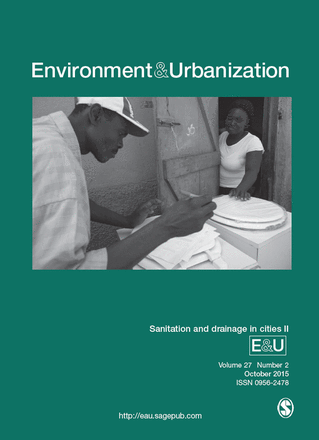 Environment&Urbanization
Sanitation and drainage in cities II
E&U
Volume 27 Number 2
October 2015
ISSN 0956-2478
http://eau.sagepub.com
S